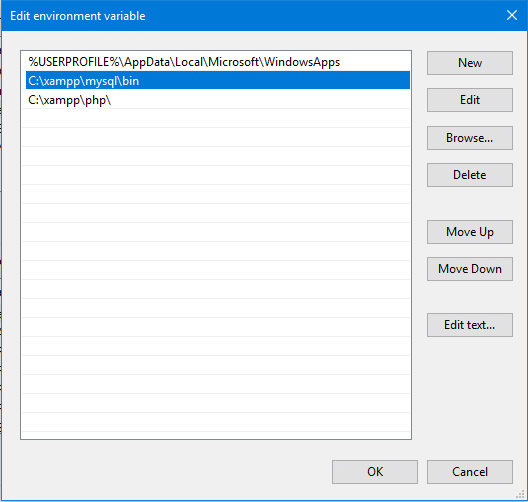 Edit environment variable
%USERPROFILE%\AppData\Local\Microsoft\WindowsApps
C:\xampp\mysql\bin
C:\xampp\php\
New
Edit
Browse...
Delete
Move Up
Move Down
Edit text...
OK
Cancel